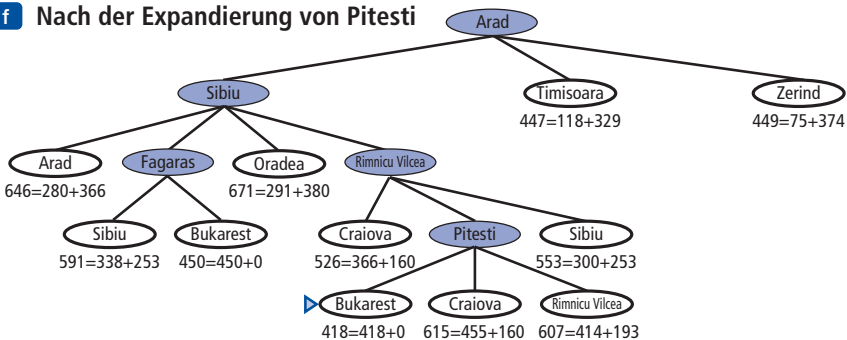 f Nach der Expandierung von Pitesti
Arad
Sibiu
Timisoara
Zerind
447=118+329
449=75+374
Arad
Fagaras
Oradea
Rimnicu Vilcea
646=280+366
671=291+380
Sibiu
Bukarest
Craiova
Pitesti
Sibiu
591=338+253
450=450+0
526=366+160
553=300+253
Bukarest
Craiova
Rimnicu Vilcea
418=418+0
615=455+160
607=414+193